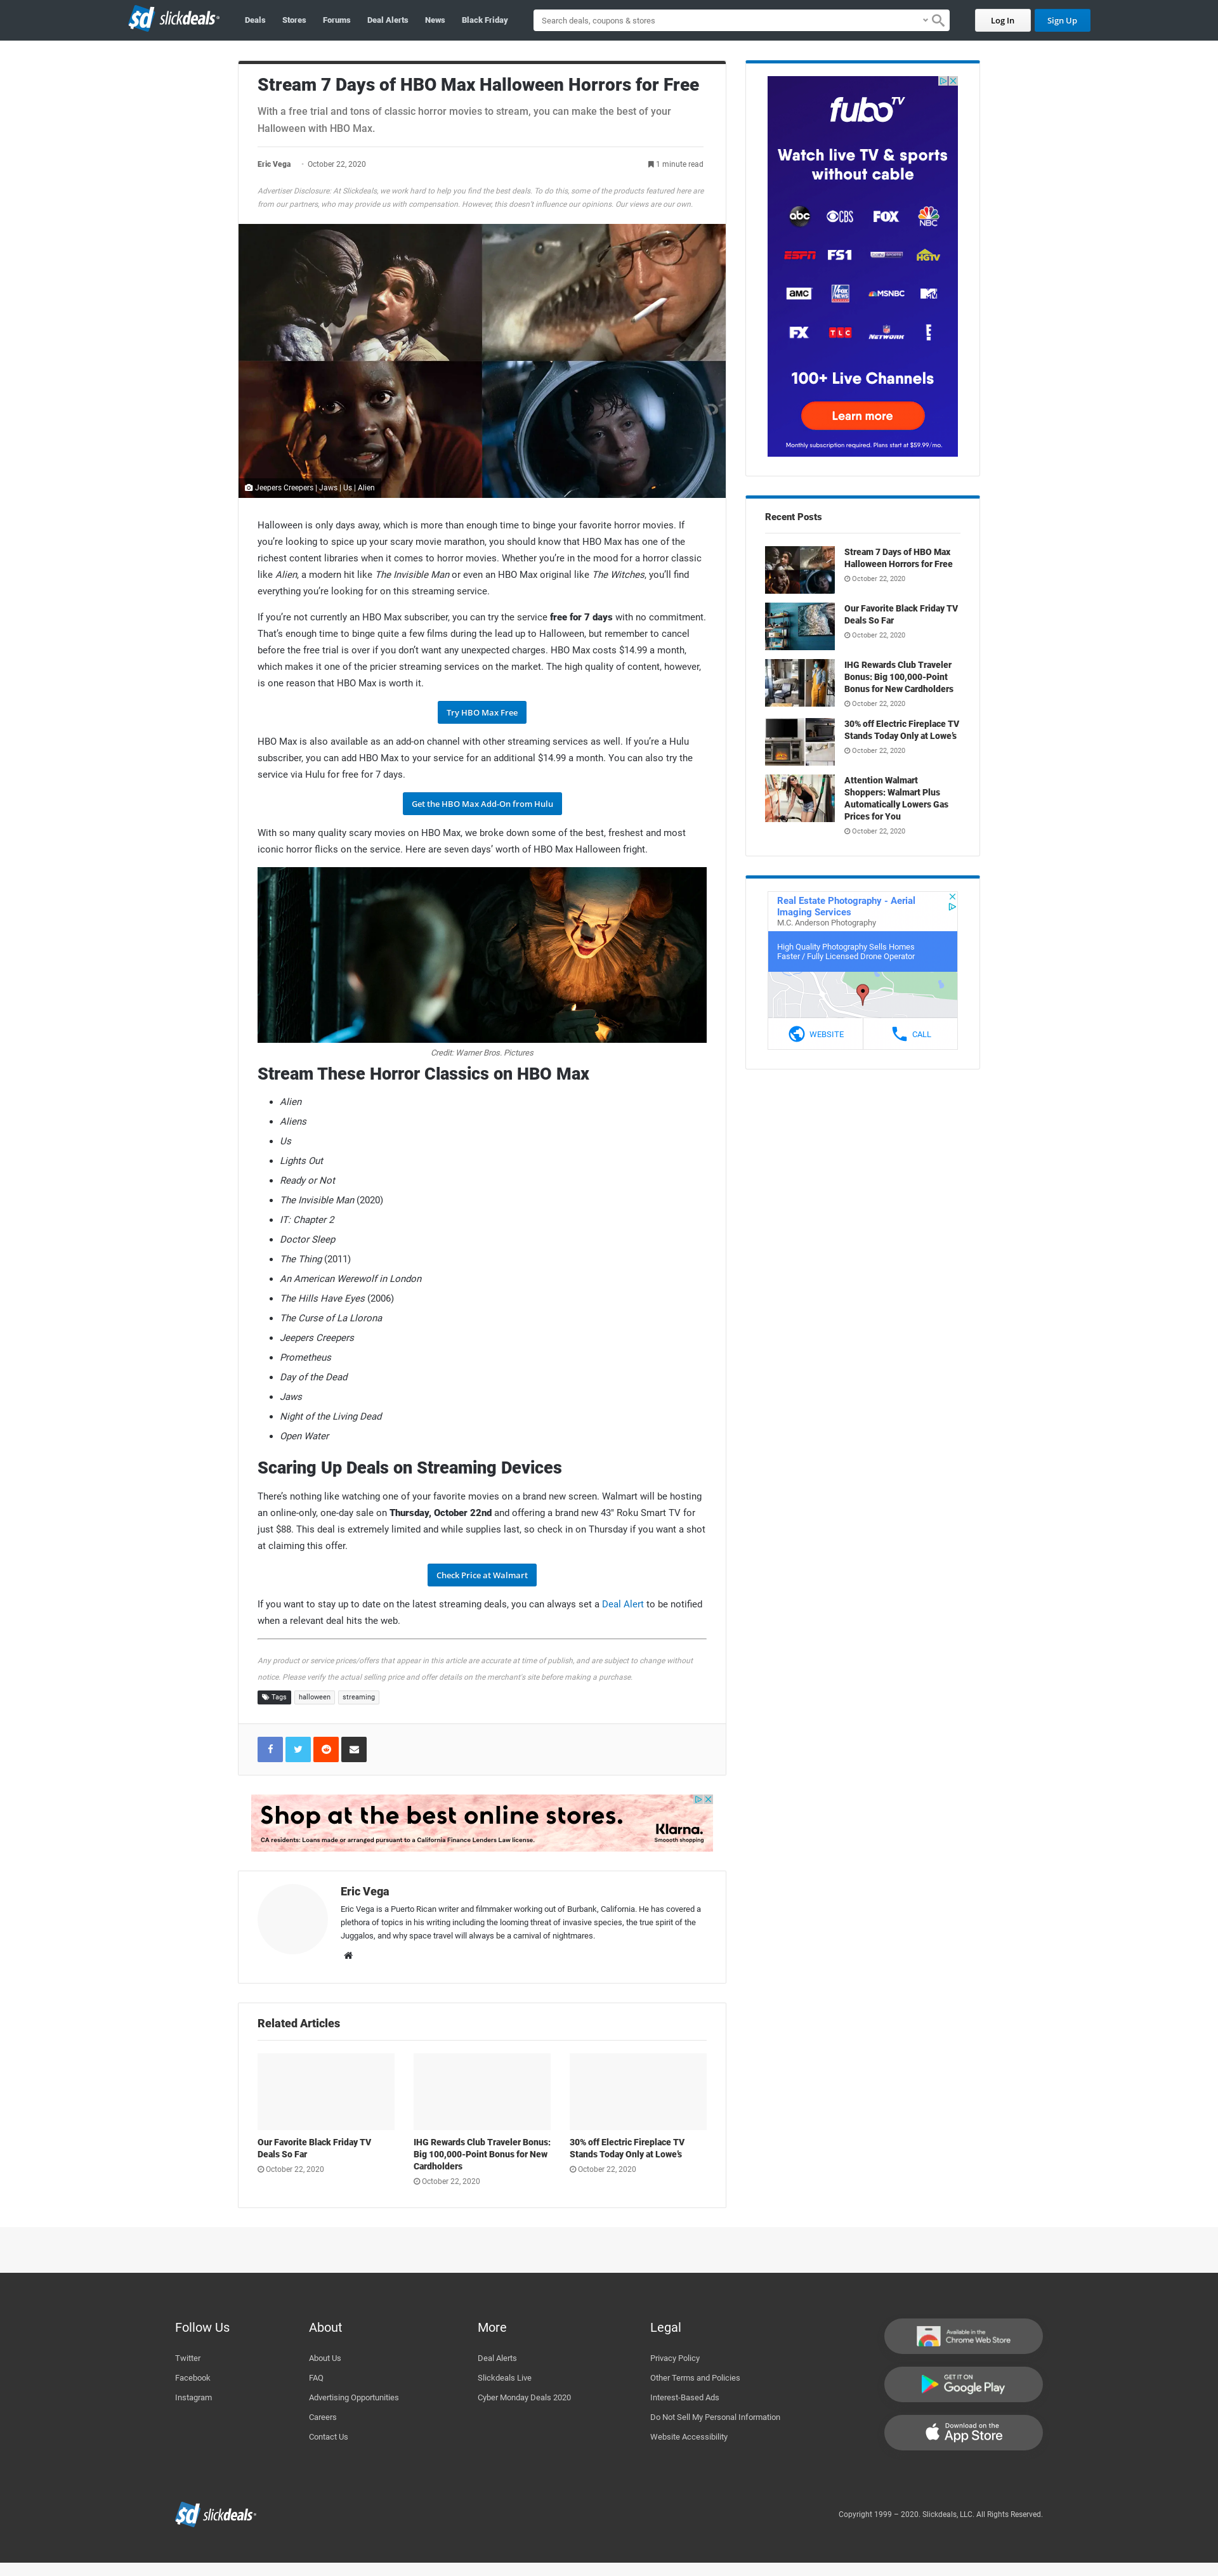 sd slickdeals
Deals Stores Forums Deal Alerts News Black Friday
Search deals, coupons & stores
Log In
Sign Up
Stream 7 Days of HBO Max Halloween Horrors for Free
With a free trial and tons of classic horror movies to stream, you can make the best of your
Halloween with HBO Max.
Eric Vega · October 22, 2020
1 minute read
Advertiser Disclosure: At Slickdeals, we work hard to help you find the best deals. To do this, some of the products featured here are
from our partners, who may provide us with compensation. However, this doesn’t influence our opinions. Our views are our own.
Jeepers Creepers | Jaws | Us | Alien
Halloween is only days away, which is more than enough time to binge your favorite horror movies. If
you’re looking to spice up your scary movie marathon, you should know that HBO Max has one of the
richest content libraries when it comes to horror movies. Whether you’re in the mood for a horror classic
like Alien, a modern hit like The Invisible Man or even an HBO Max original like The Witches, you’ll find
everything you’re looking for on this streaming service.
If you’re not currently an HBO Max subscriber, you can try the service free for 7 days with no commitment.
That’s enough time to binge quite a few films during the lead up to Halloween, but remember to cancel
before the free trial is over if you don’t want any unexpected charges. HBO Max costs $14.99 a month,
which makes it one of the pricier streaming services on the market. The high quality of content, however,
is one reason that HBO Max is worth it.
Try HBO Max Free
HBO Max is also available as an add-on channel with other streaming services as well. If you’re a Hulu
subscriber, you can add HBO Max to your service for an additional $14.99 a month. You can also try the
service via Hulu for free for 7 days.
Get the HBO Max Add-On from Hulu
With so many quality scary movies on HBO Max, we broke down some of the best, freshest and most
iconic horror flicks on the service. Here are seven days’ worth of HBO Max Halloween fright.
Credit: Warner Bros. Pictures
Stream These Horror Classics on HBO Max
• Alien
• Aliens
• Us
• Lights Out
• Ready or Not
• The Invisible Man (2020)
• IT: Chapter 2
• Doctor Sleep
• The Thing (2011)
• An American Werewolf in London
• The Hills Have Eyes (2006)
• The Curse of La Llorona
• Jeepers Creepers
• Prometheus
• Day of the Dead
• Jaws
• Night of the Living Dead
• Open Water
Scaring Up Deals on Streaming Devices
There’s nothing like watching one of your favorite movies on a brand new screen. Walmart will be hosting
an online-only, one-day sale on Thursday, October 22nd and offering a brand new 43″ Roku Smart TV for
just $88. This deal is extremely limited and while supplies last, so check in on Thursday if you want a shot
at claiming this offer.
Check Price at Walmart
If you want to stay up to date on the latest streaming deals, you can always set a Deal Alert to be notified
when a relevant deal hits the web.
Any product or service prices/offers that appear in this article are accurate at time of publish, and are subject to change without
notice. Please verify the actual selling price and offer details on the merchant’s site before making a purchase.
Tags halloween streaming
Shop at the best online stores.
CA residents: Loans made or arranged pursuant to a California Finance Lenders Law license.
Klarna.
Smoooth shopping
Eric Vega
Eric Vega is a Puerto Rican writer and filmmaker working out of Burbank, California. He has covered a
plethora of topics in his writing including the looming threat of invasive species, the true spirit of the
Juggalos, and why space travel will always be a carnival of nightmares.
Related Articles
Our Favorite Black Friday TV
Deals So Far
October 22, 2020
IHG Rewards Club Traveler Bonus:
Big 100,000-Point Bonus for New
Cardholders
October 22, 2020
30% off Electric Fireplace TV
Stands Today Only at Lowe’s
October 22, 2020
fubo TV
Watch live TV & sports
without cable
abc CBS FOX NBC
ESPN FS1 HGTV
amc FOX NEWS MSNBC MTV
FX TLC NFL NETWORK E!
100+ Live Channels
Learn more
Monthly subscription required. Plans start at $59.99/mo.
Recent Posts
Stream 7 Days of HBO Max
Halloween Horrors for Free
October 22, 2020
Our Favorite Black Friday TV
Deals So Far
October 22, 2020
IHG Rewards Club Traveler
Bonus: Big 100,000-Point
Bonus for New Cardholders
October 22, 2020
30% off Electric Fireplace TV
Stands Today Only at Lowe’s
October 22, 2020
Attention Walmart
Shoppers: Walmart Plus
Automatically Lowers Gas
Prices for You
October 22, 2020
Real Estate Photography - Aerial
Imaging Services
M.C. Anderson Photography
High Quality Photography Sells Homes
Faster / Fully Licensed Drone Operator
WEBSITE
CALL
Follow Us
Twitter
Facebook
Instagram
About
About Us
FAQ
Advertising Opportunities
Careers
Contact Us
More
Deal Alerts
Slickdeals Live
Cyber Monday Deals 2020
Legal
Privacy Policy
Other Terms and Policies
Interest-Based Ads
Do Not Sell My Personal Information
Website Accessibility
Available in the
Chrome Web Store
GET IT ON
Google Play
Download on the
App Store
sd slickdeals
Copyright 1999 – 2020. Slickdeals, LLC. All Rights Reserved.